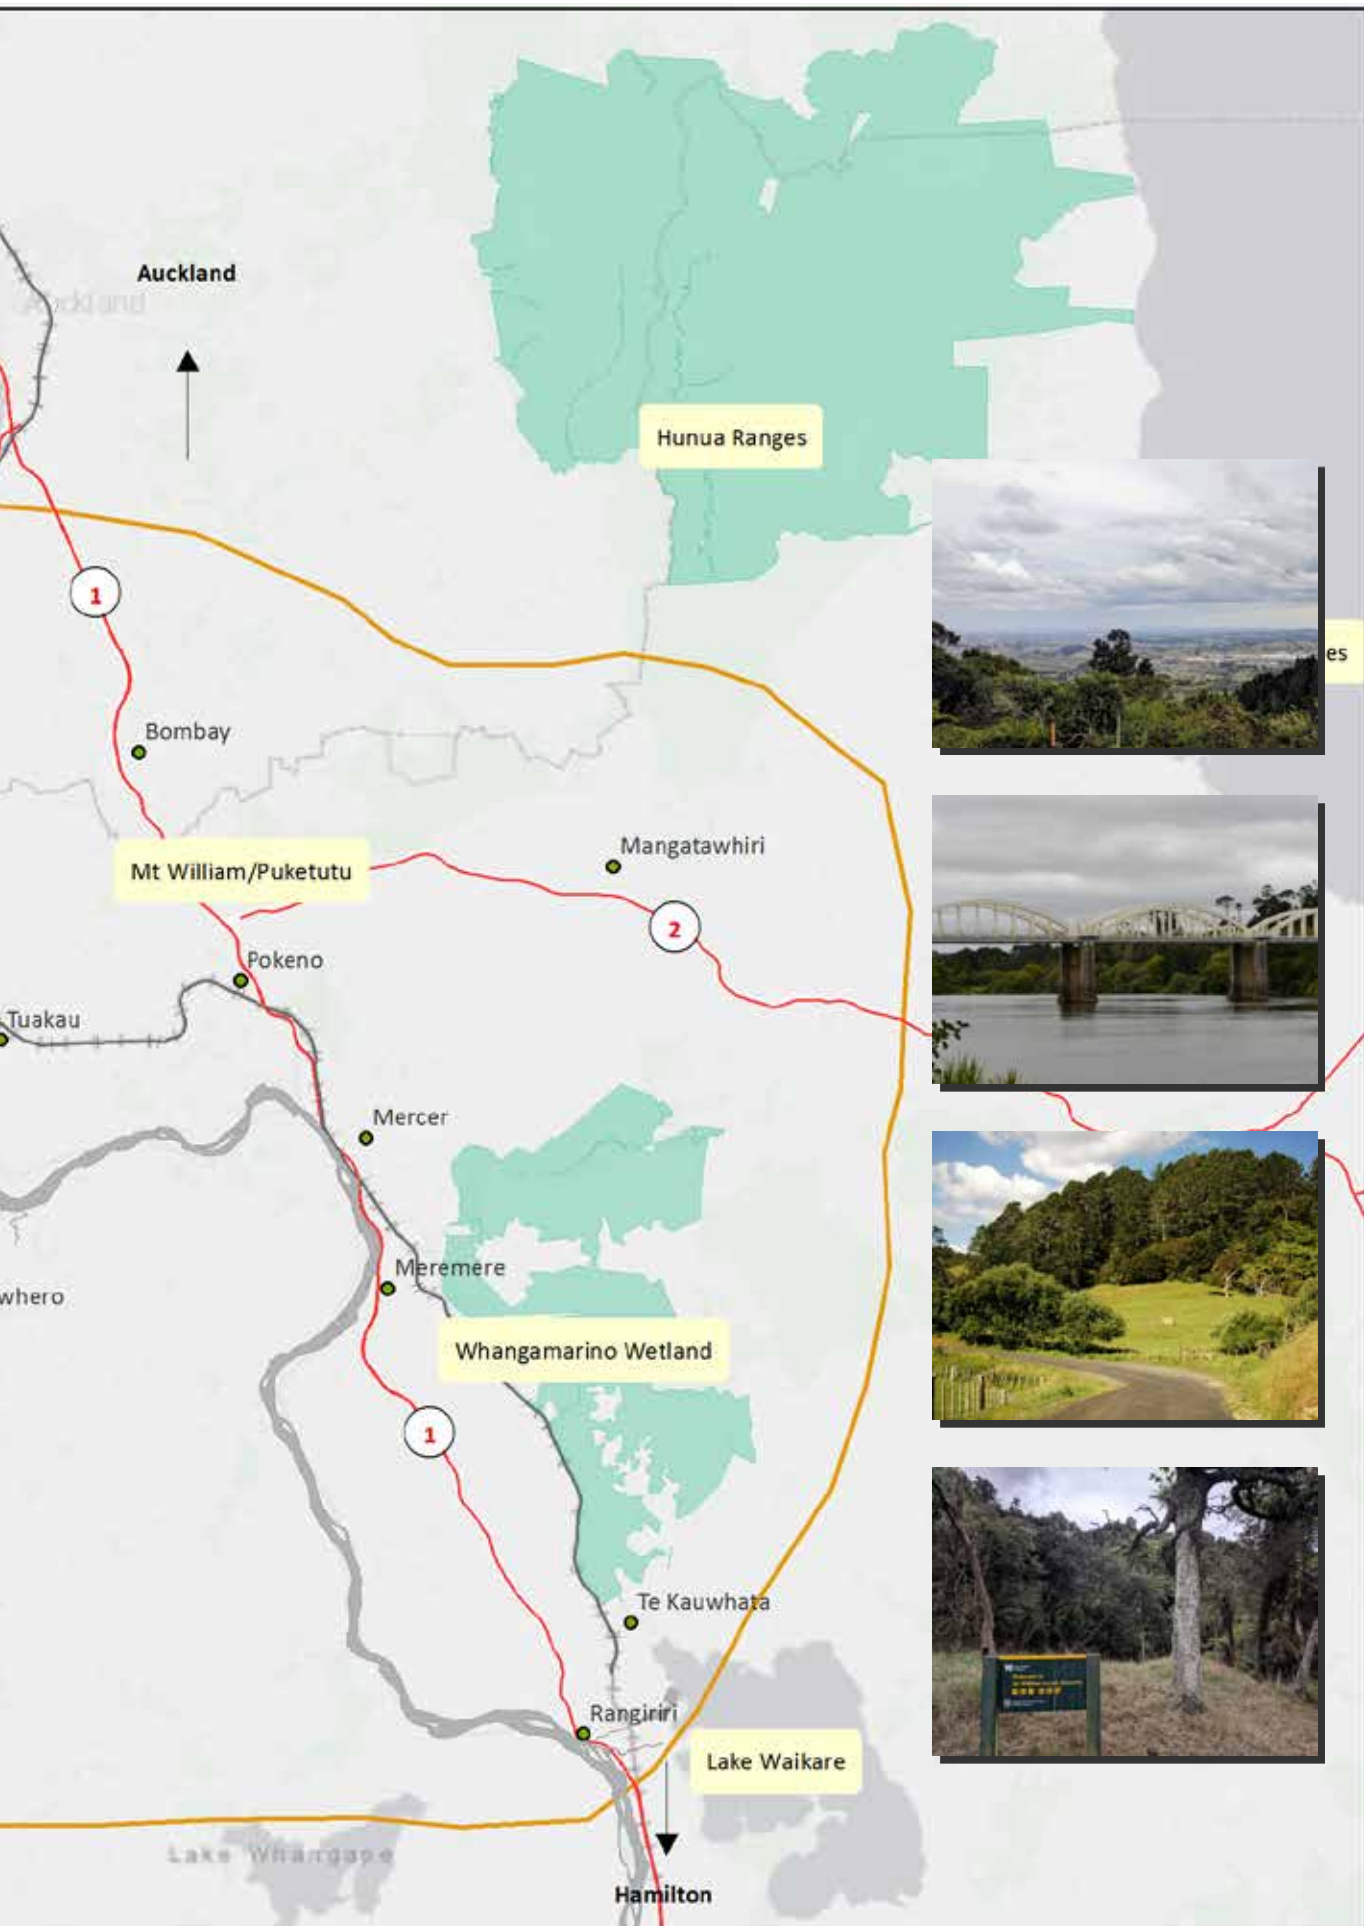 Auckland
Auckland
Hunua Ranges
1
es
Bombay
Mangatawhiri
Mt William/Puketutu
2
Pokeno
Tuakau
Mercer
Meremere
whero
Whangamarino Wetland
1
Te Kauwhata
Rangiriri
Lake Waikare
Lake Whangape
Hamilton